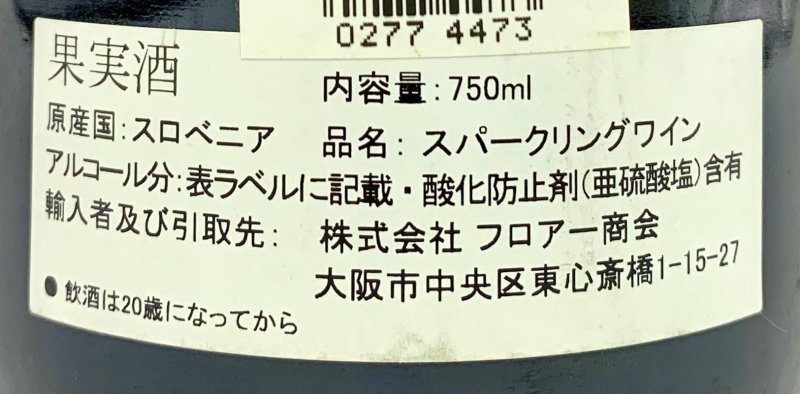 0277 4473
果実酒
内容量:750ml
原産国:スロベニア 品名: スパークリングワイン
アルコール分:表ラベルに記載・酸化防止剤(亜硫酸塩)含有
輸入者及び引取先: 株式会社 フロアー商会
大阪市中央区東心斎橋1-15-27
● 飲酒は20歳になってから